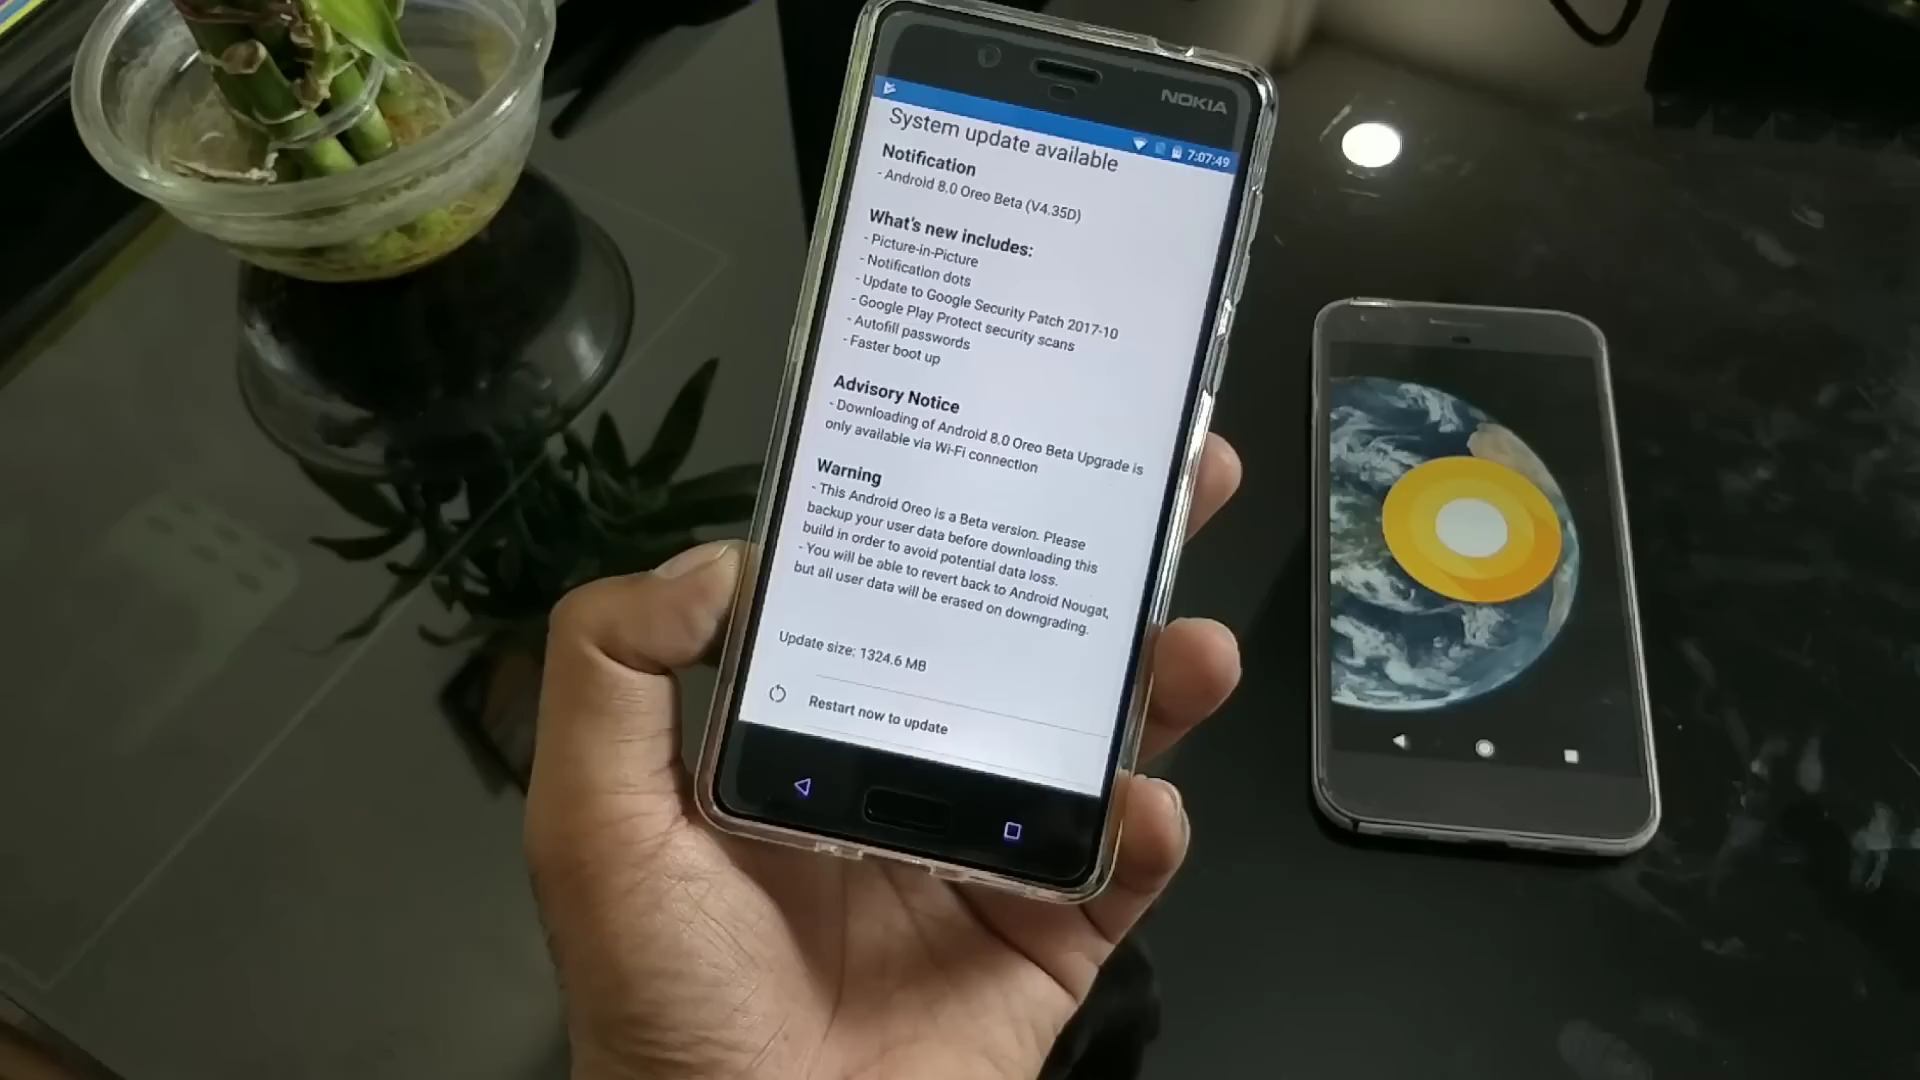 NOKIA
7:07:49
System update available
Notification
- Android 8.0 Oreo Beta (V4.35D)
What's new includes:
- Picture-in-Picture
- Notification dots
- Update to Google Security Patch 2017-10
- Google Play Protect security scans
- Autofill passwords
- Faster boot up
Advisory Notice
- Downloading of Android 8.0 Oreo Beta Upgrade is
only available via Wi-Fi connection
Warning
- This Android Oreo is a Beta version. Please
backup your user data before downloading this
build in order to avoid potential data loss.
- You will be able to revert back to Android Nougat,
but all user data will be erased on downgrading.
Update size: 1324.6 MB
Restart now to update